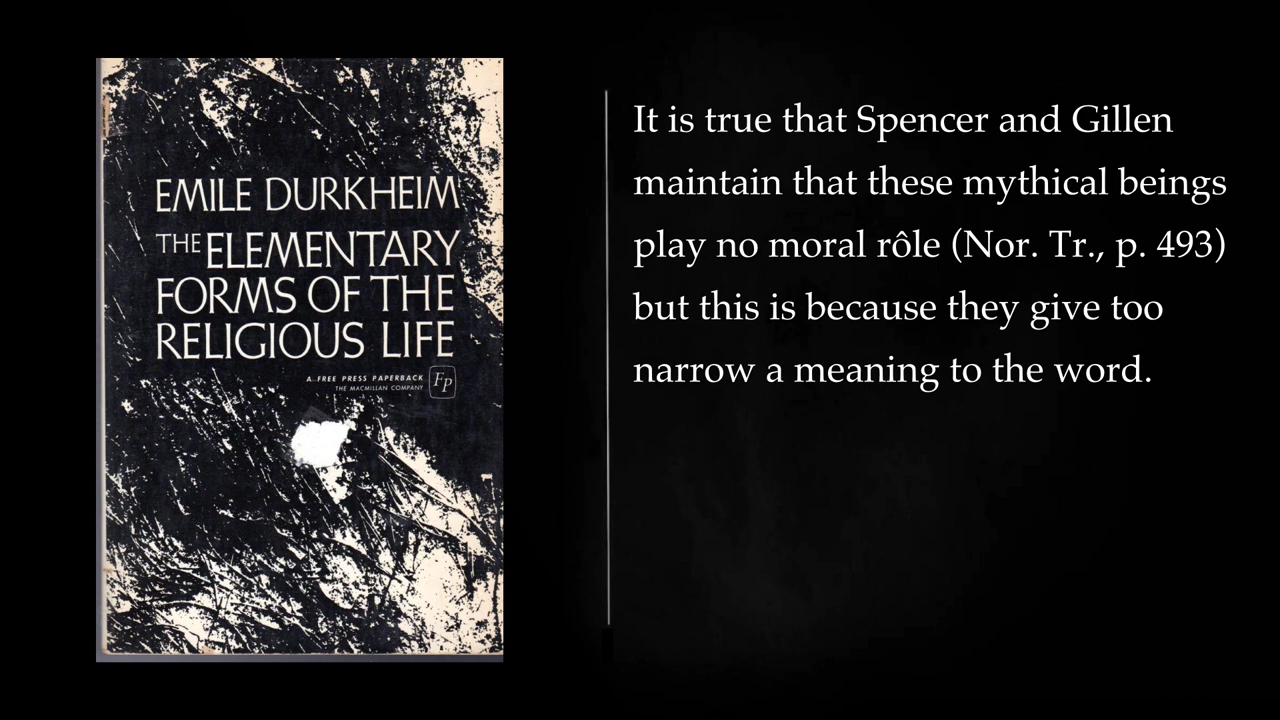 EMILE DURKHEIM
THE ELEMENTARY
FORMS OF THE
RELIGIOUS LIFE
A FREE PRESS PAPERBACK
THE MACMILLAN COMPANY
Fp
It is true that Spencer and Gillen
maintain that these mythical beings
play no moral rôle (Nor. Tr., p. 493)
but this is because they give too
narrow a meaning to the word.